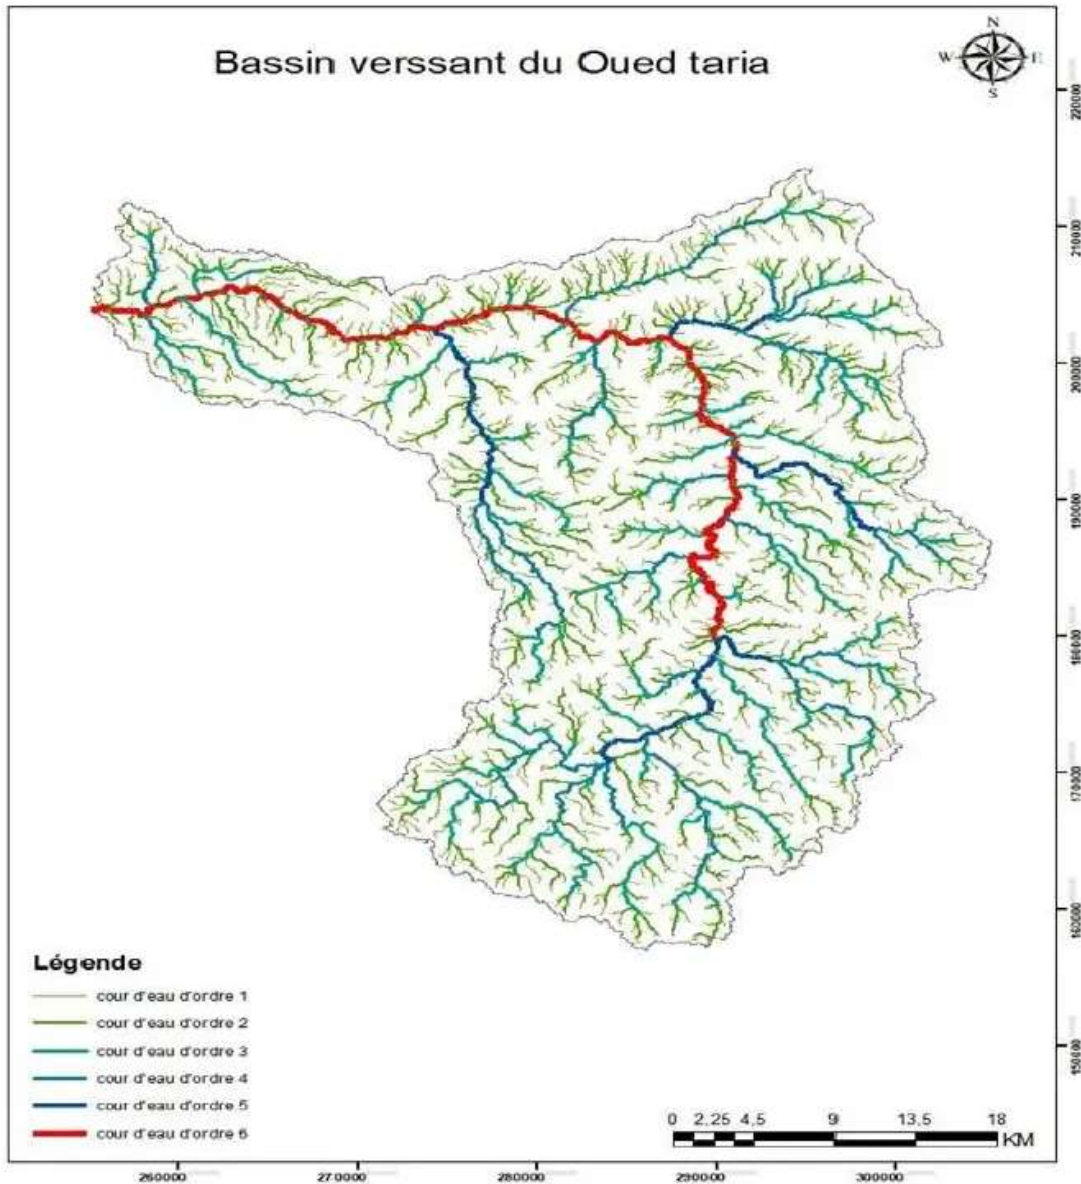 Bassin verssant du Oued taria
N
W
E
S
220000
210000
200000
190000
180000
170000
160000
150000
Légende
cour d'eau d'ordre 1
cour d'eau d'ordre 2
cour d'eau d'ordre 3
cour d'eau d'ordre 4
cour d'eau d'ordre 5
cour d'eau d'ordre 6
0 2.25 4.5 9 13.5 18
KM
260000 270000 280000 290000 300000